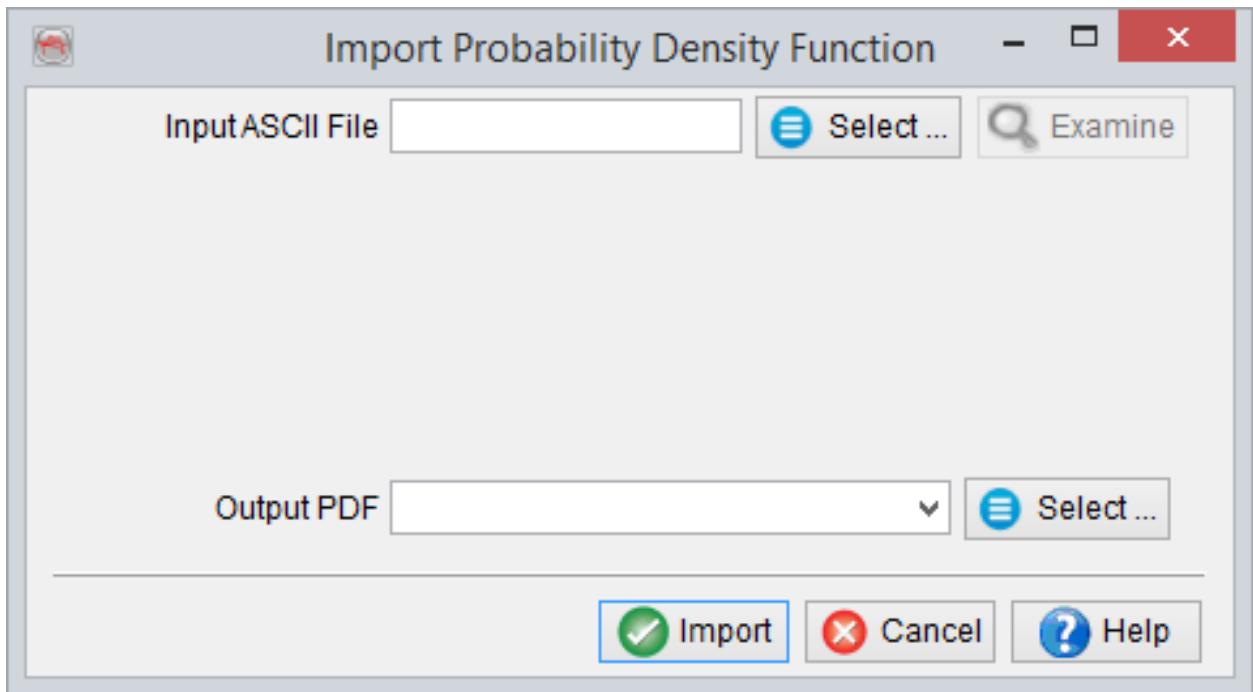 Import Probability Density Function
Input ASCII File Select ... Examine
Output PDF Select ...
Import Cancel Help